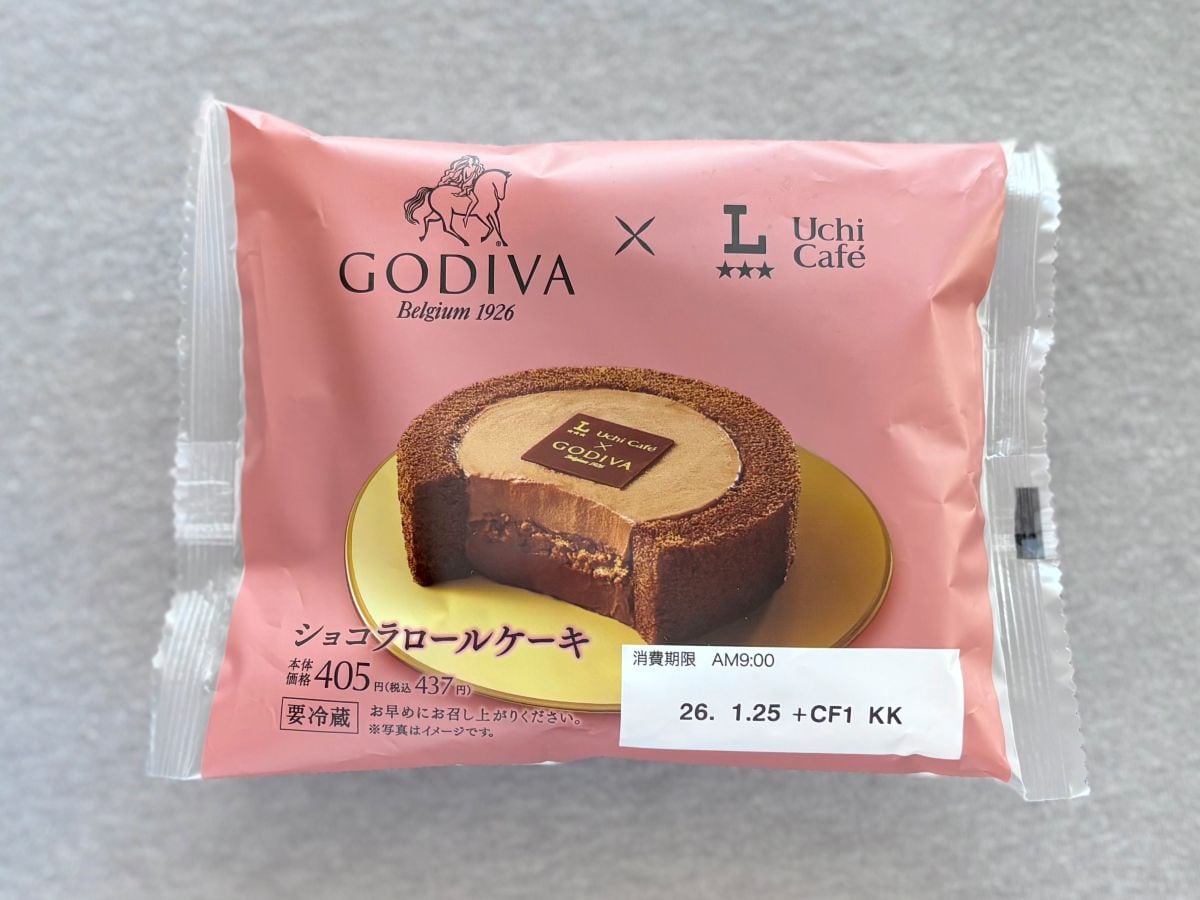 GODIVA
Belgium 1926
×
L
★★★
Uchi
Café
L Uchi Café
★★★
×
GODIVA
Belgium 1926
ショコラロールケーキ
本体価格405円(税込437円)
要冷蔵
お早めにお召し上がりください。
※写真はイメージです。
消費期限 AM9:00
26. 1.25 +CF1 KK